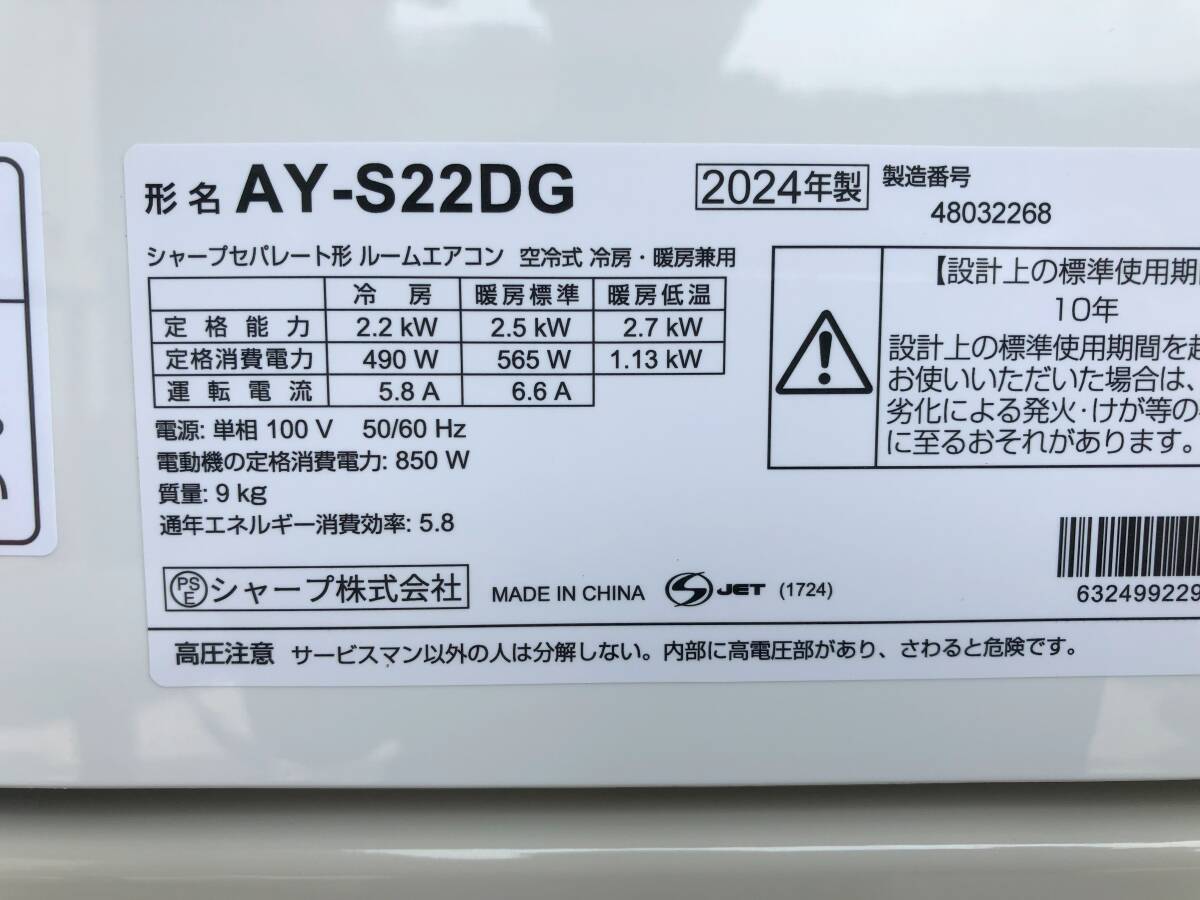 形名 AY-S22DG
2024年製
製造番号
48032268
シャープセパレート形 ルームエアコン 空冷式 冷房・暖房兼用
冷 房 暖房標準 暖房低温
定格能力 2.2 kW 2.5 kW 2.7 kW
定格消費電力 490 W 565 W 1.13 kW
運転電流 5.8 A 6.6 A
電源: 単相 100 V 50/60 Hz
電動機の定格消費電力: 850 W
質量: 9 kg
通年エネルギー消費効率: 5.8
PSE シャープ株式会社 MADE IN CHINA S JET (1724)
【設計上の標準使用期
10年
設計上の標準使用期間を超
お使いいただいた場合は、
劣化による発火・けが等の
に至るおそれがあります。
632499229
高圧注意 サービスマン以外の人は分解しない。内部に高電圧部があり、さわると危険です。